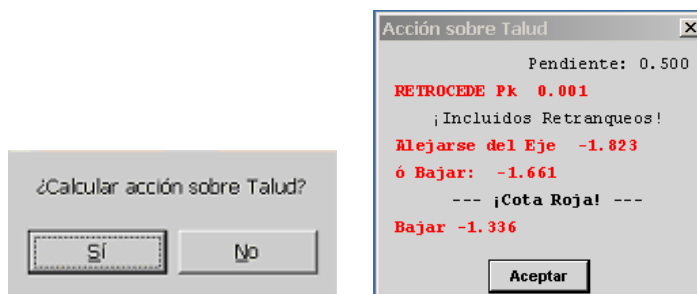 ¿Calcular acción sobre Talud?
Sí
No
Acción sobre Talud
Pendiente: 0.500
RETROCEDE Pk 0.001
¡Incluidos Retranqueos!
Alejarse del Eje -1.823
ó Bajar: -1.661
--- ¡Cota Roja! ---
Bajar -1.336
Aceptar